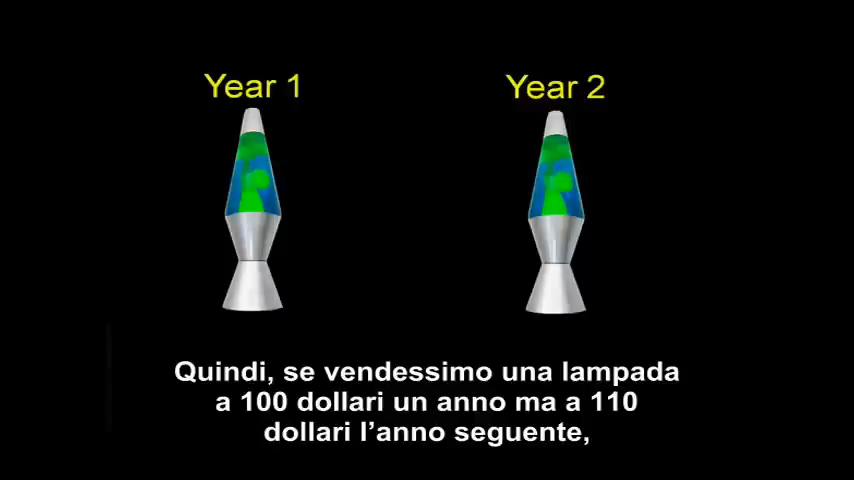 Year 1
Year 2
Quindi, se vendessimo una lampada
a 100 dollari un anno ma a 110
dollari l’anno seguente,